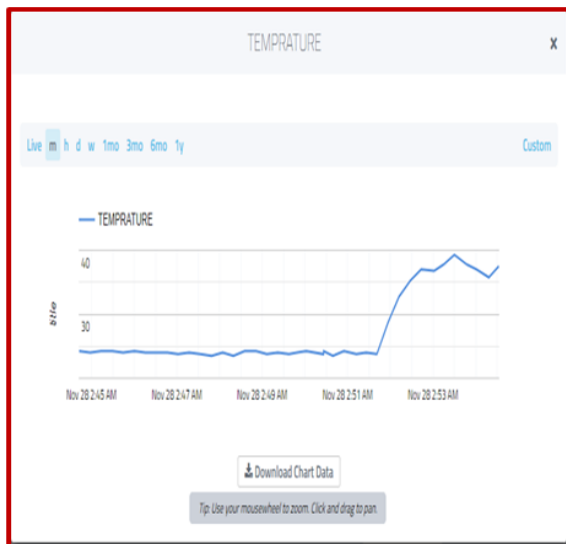 TEMPRATURE x
Live m h d w 1mo 3mo 6mo 1y Custom
TEMPRATURE
40
30
title
Nov 28 2:45 AM Nov 28 2:47 AM Nov 28 2:49 AM Nov 28 2:51 AM Nov 28 2:53 AM
Download Chart Data
Tip: Use your mousewheel to zoom. Click and drag to pan.